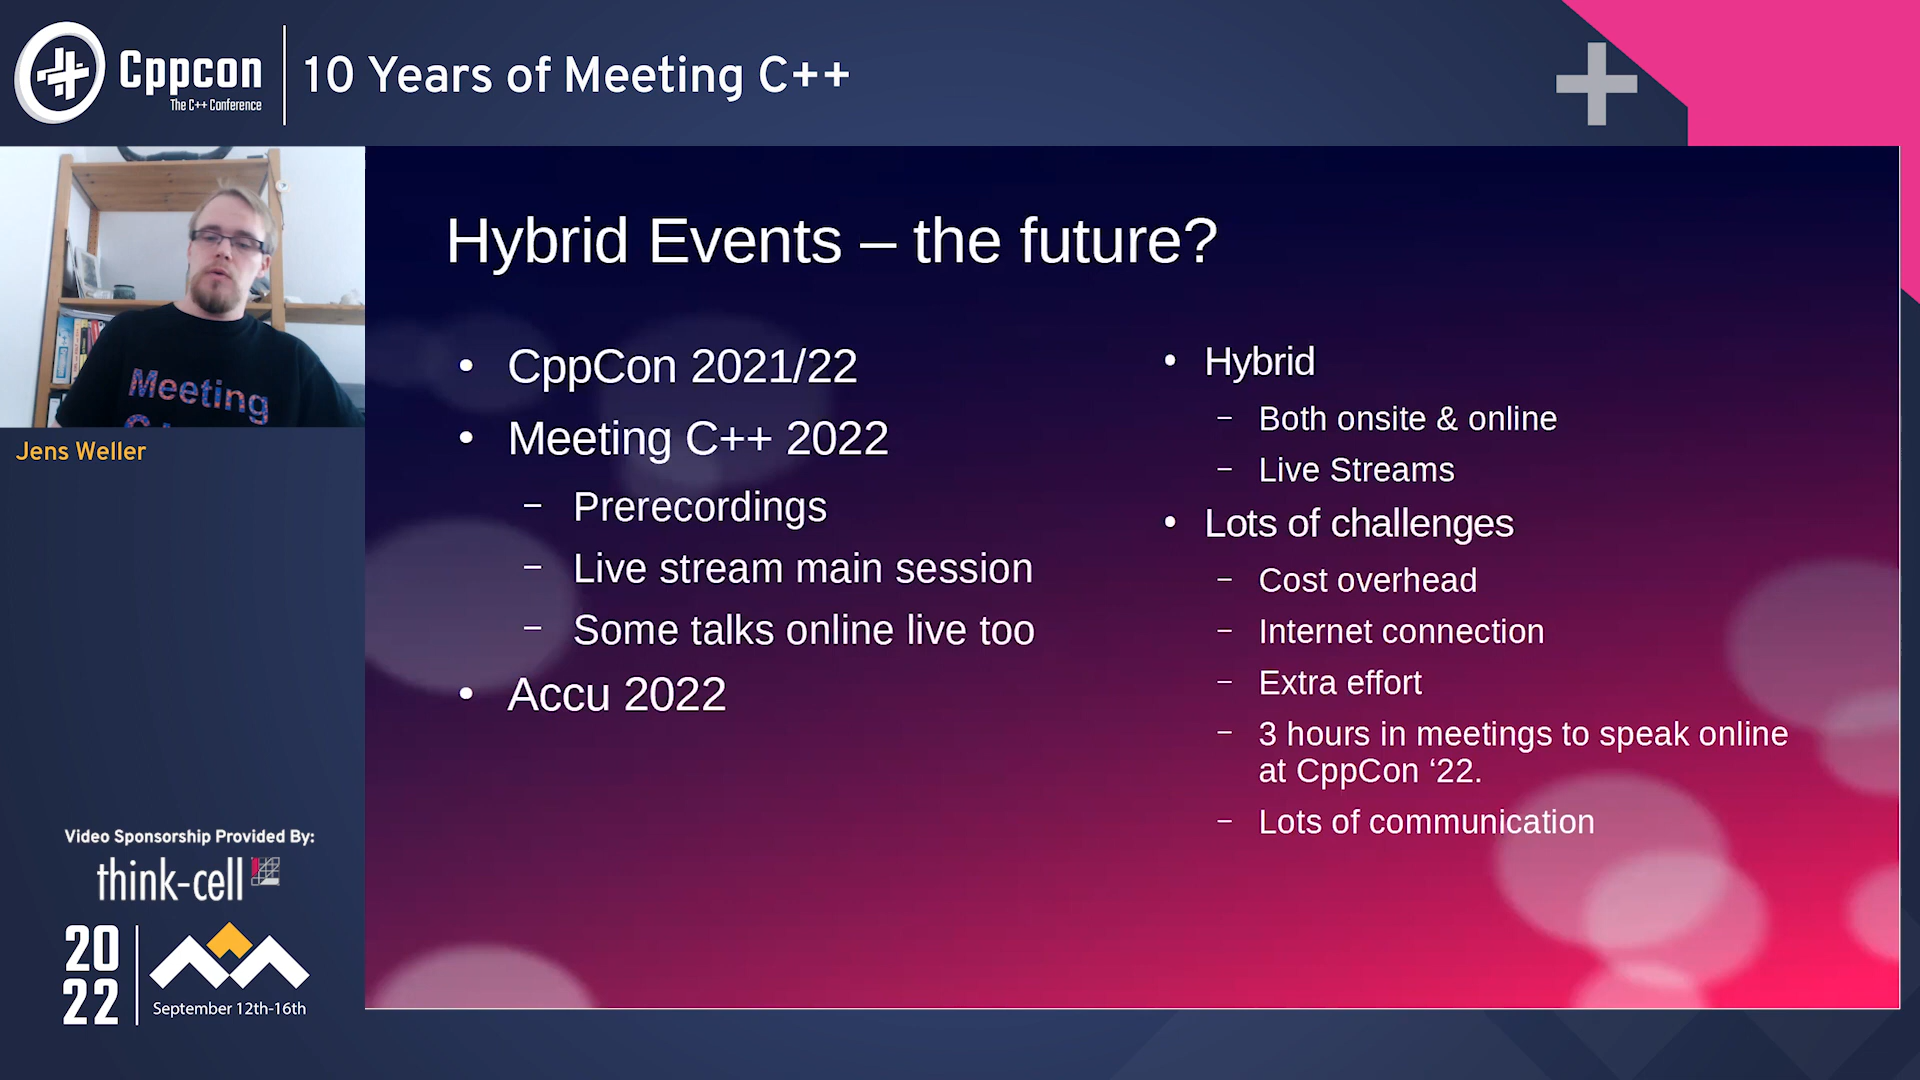 Cppcon
The C++ Conference
10 Years of Meeting C++
Meeting
Jens Weller
Hybrid Events – the future?
• CppCon 2021/22
• Meeting C++ 2022
– Prerecordings
– Live stream main session
– Some talks online live too
• Accu 2022
• Hybrid
– Both onsite & online
– Live Streams
• Lots of challenges
– Cost overhead
– Internet connection
– Extra effort
– 3 hours in meetings to speak online
at CppCon ‘22.
– Lots of communication
Video Sponsorship Provided By:
think-cell
20
22
September 12th-16th